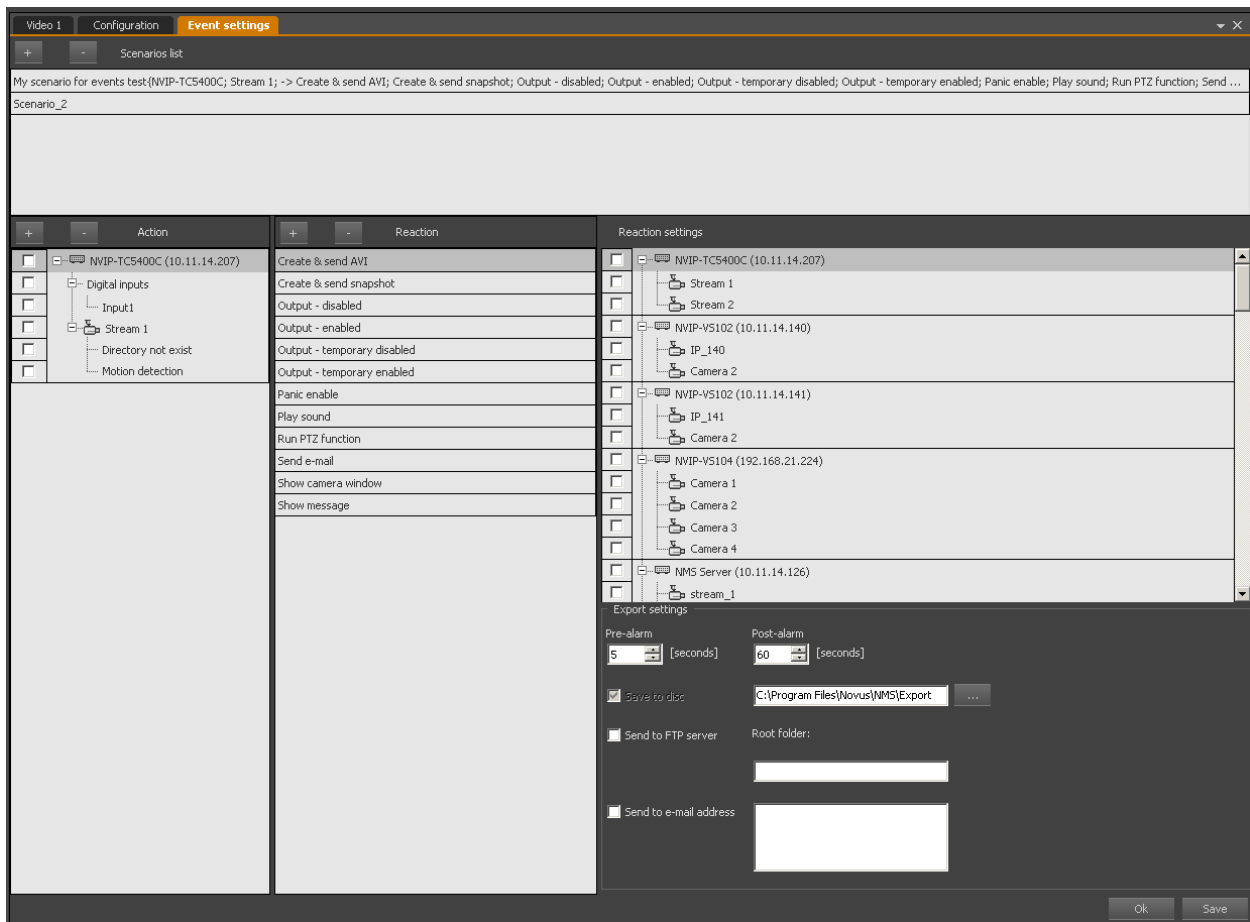 Video 1 Configuration Event settings
+ - Scenarios list
My scenario for events test{NVIP-TC5400C; Stream 1; -> Create & send AVI; Create & send snapshot; Output - disabled; Output - enabled; Output - temporary disabled; Output - temporary enabled; Panic enable; Play sound; Run PTZ function; Send ...
Scenario_2
+ - Action
NVIP-TC5400C (10.11.14.207)
Digital inputs
Input1
Stream 1
Directory not exist
Motion detection
+ - Reaction
Create & send AVI
Create & send snapshot
Output - disabled
Output - enabled
Output - temporary disabled
Output - temporary enabled
Panic enable
Play sound
Run PTZ function
Send e-mail
Show camera window
Show message
Reaction settings
NVIP-TC5400C (10.11.14.207)
Stream 1
Stream 2
NVIP-VS102 (10.11.14.140)
IP_140
Camera 2
NVIP-VS102 (10.11.14.141)
IP_141
Camera 2
NVIP-VS104 (192.168.21.224)
Camera 1
Camera 2
Camera 3
Camera 4
NMS Server (10.11.14.126)
stream_1
Export settings
Pre-alarm Post-alarm
5 [seconds] 60 [seconds]
Save to disc C:\Program Files\Novus\NMS\Export ...
Send to FTP server Root folder:
Send to e-mail address
Ok Save